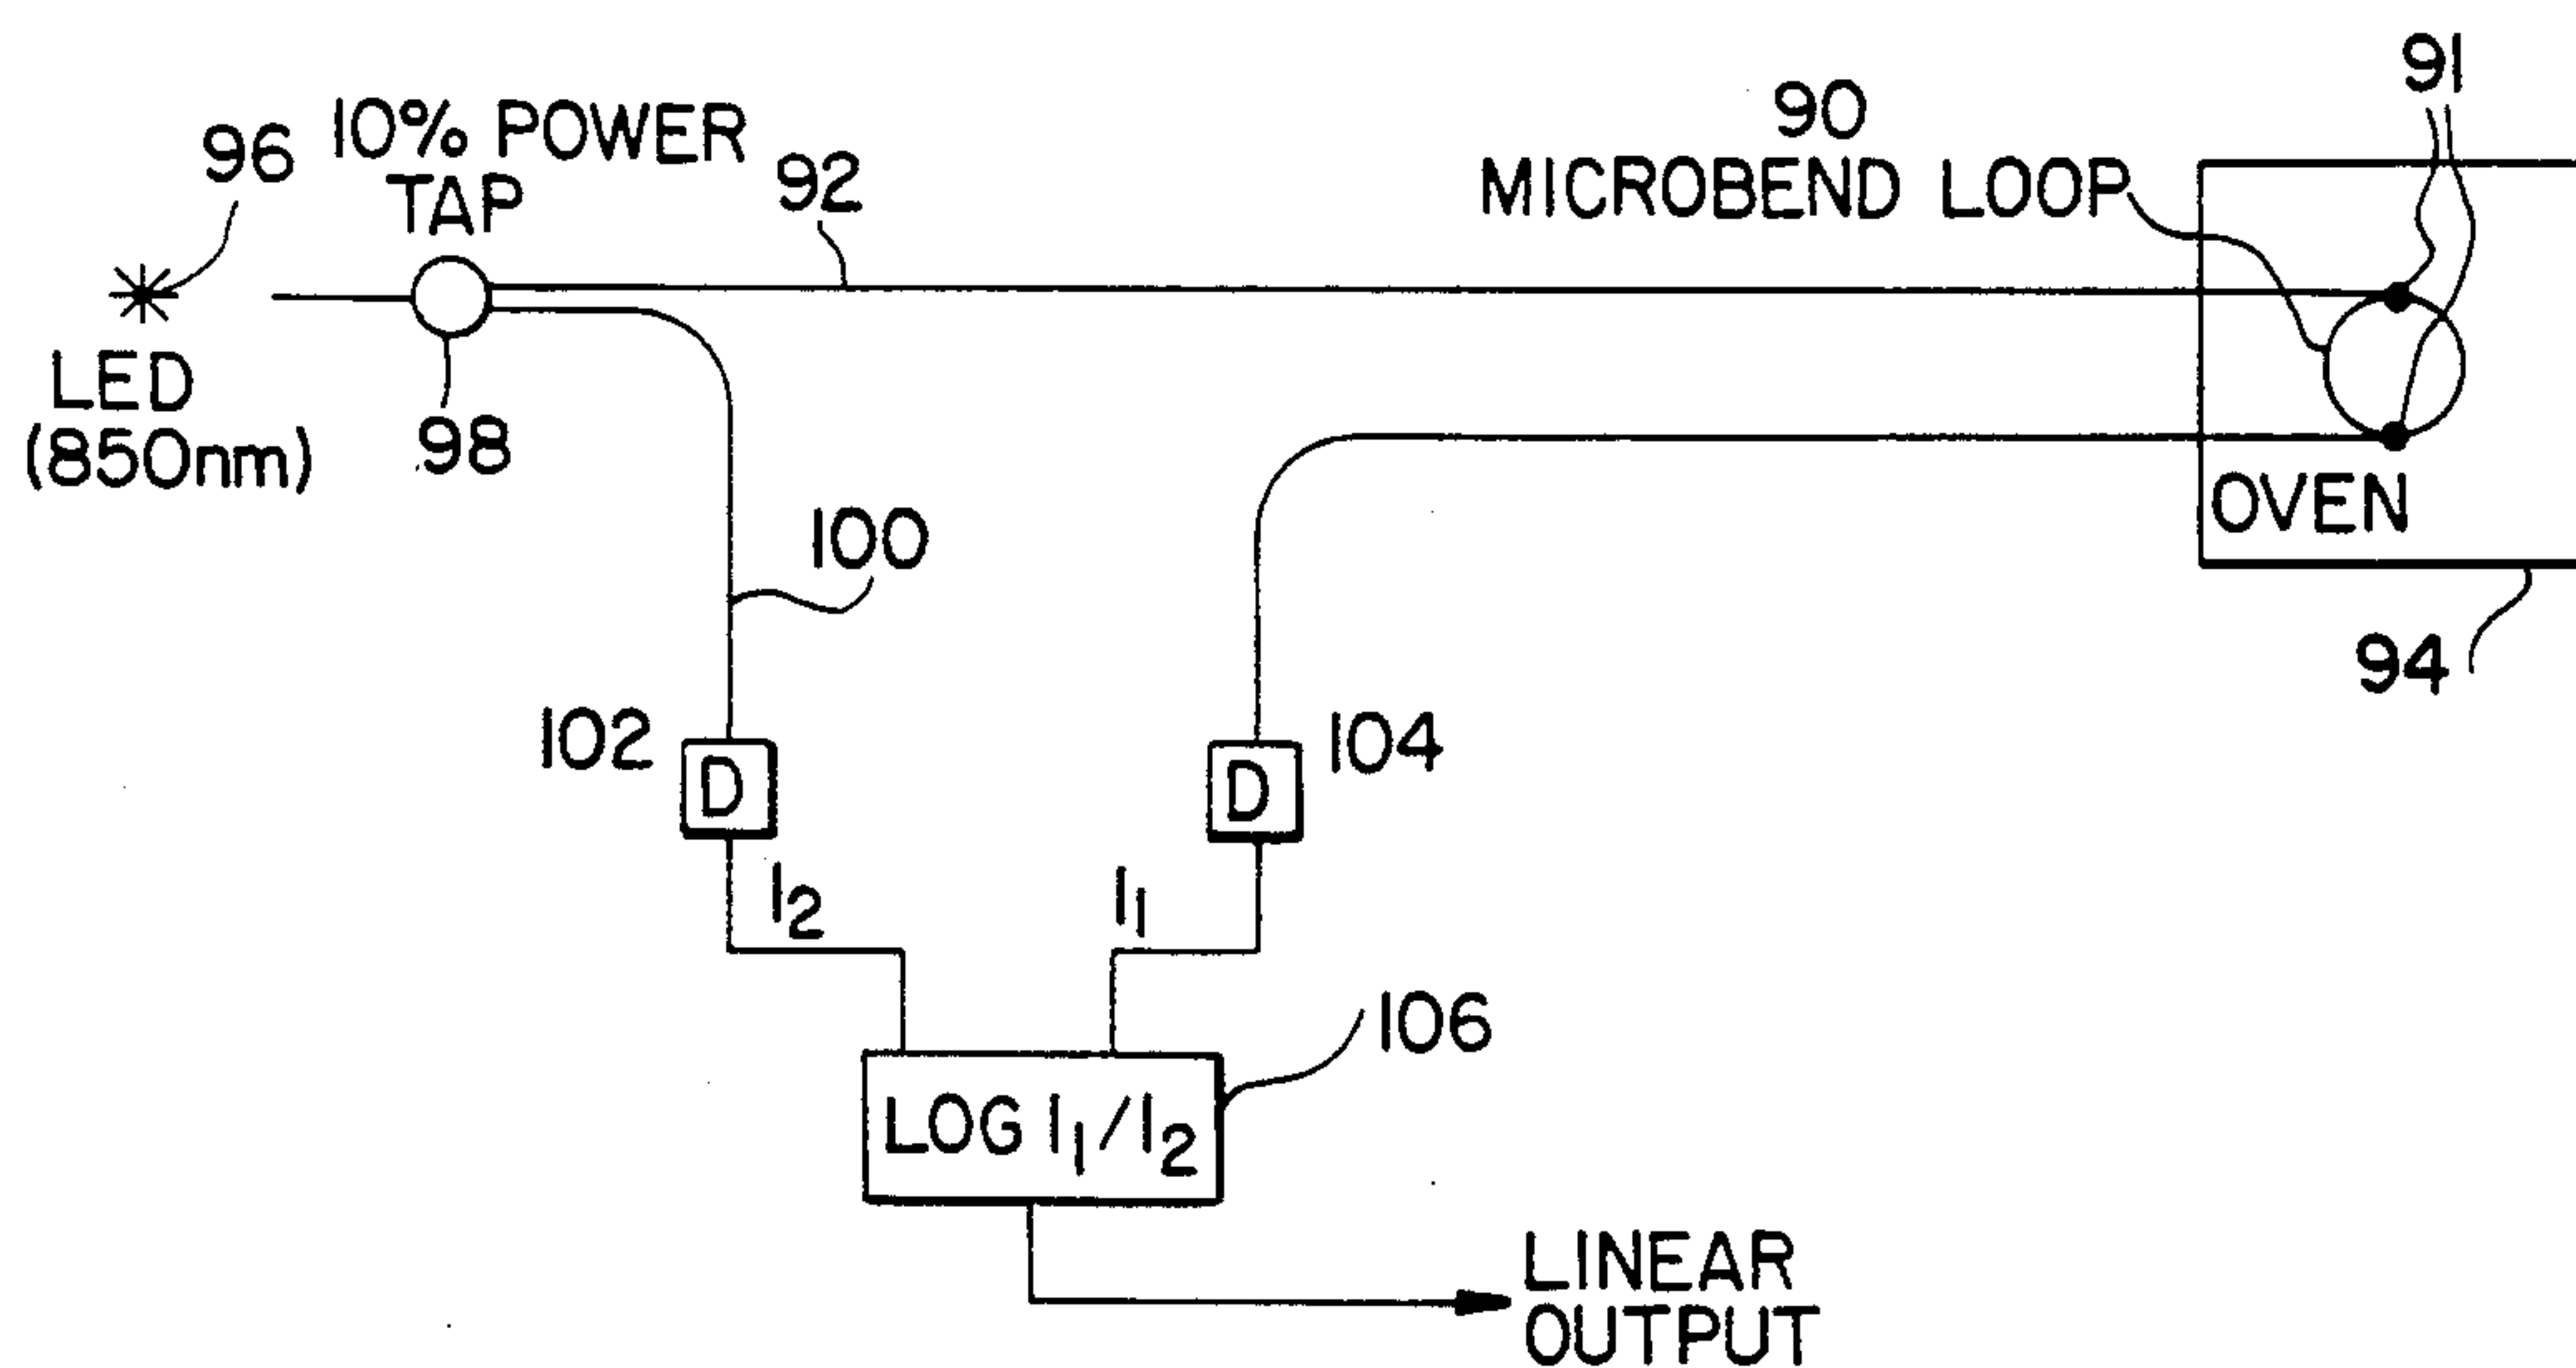 91
90
MICROBEND LOOP
10% POWER
TAP
96
92
LED
(850nm)
98
OVEN
94
100
102
D
D
104
I2
I1
LOG I1/I2
106
LINEAR
OUTPUT